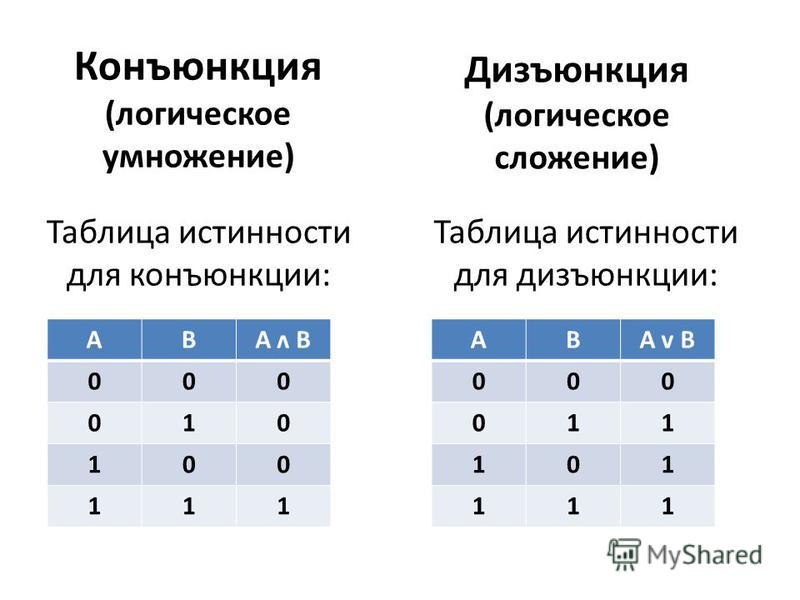 Конъюнкция
(логическое
умножение)
Таблица истинности
для конъюнкции:
A B A ʌ B
0 0 0
0 1 0
1 0 0
1 1 1
Дизъюнкция
(логическое
сложение)
Таблица истинности
для дизъюнкции:
A B A v B
0 0 0
0 1 1
1 0 1
1 1 1
MyShared